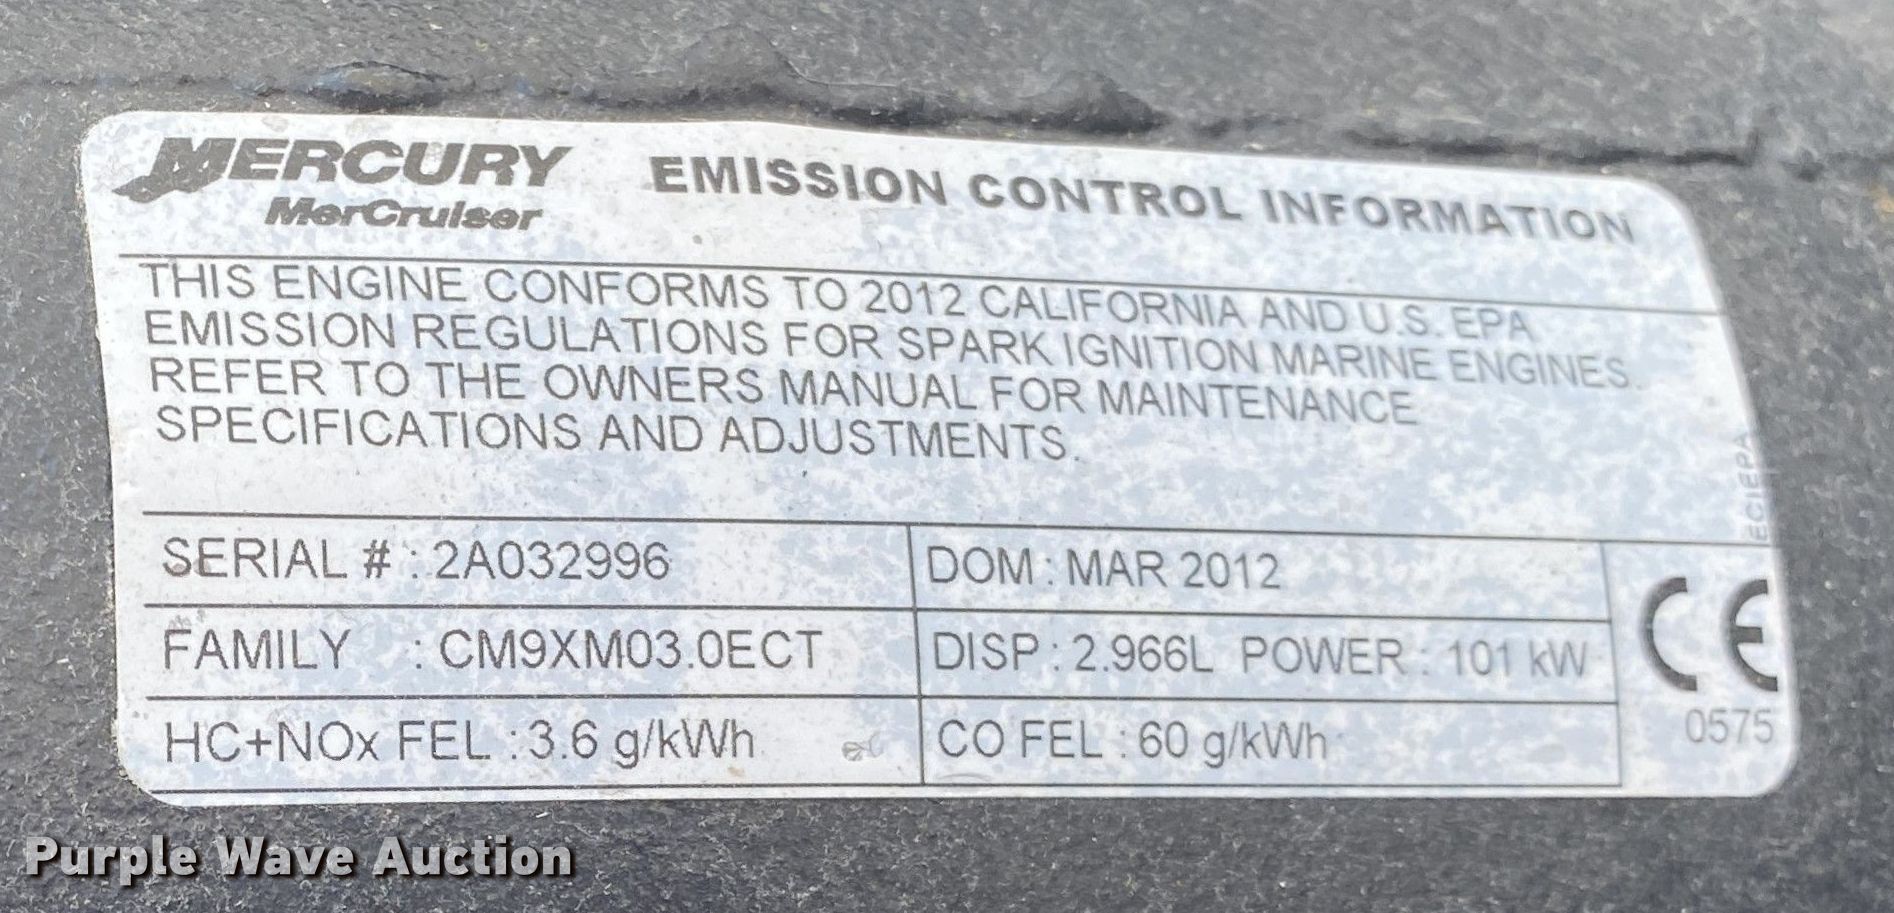 MERCURY
MerCruiser
EMISSION CONTROL INFORMATION
THIS ENGINE CONFORMS TO 2012 CALIFORNIA AND U.S. EPA
EMISSION REGULATIONS FOR SPARK IGNITION MARINE ENGINES.
REFER TO THE OWNERS MANUAL FOR MAINTENANCE
SPECIFICATIONS AND ADJUSTMENTS.
SERIAL # : 2A032996
DOM : MAR 2012
FAMILY : CM9XM03.0ECT
DISP : 2.966L POWER : 101 kW
HC+NOx FEL : 3.6 g/kWh
CO FEL : 60 g/kWh
CE
0575
ECIEPA
Purple Wave Auction